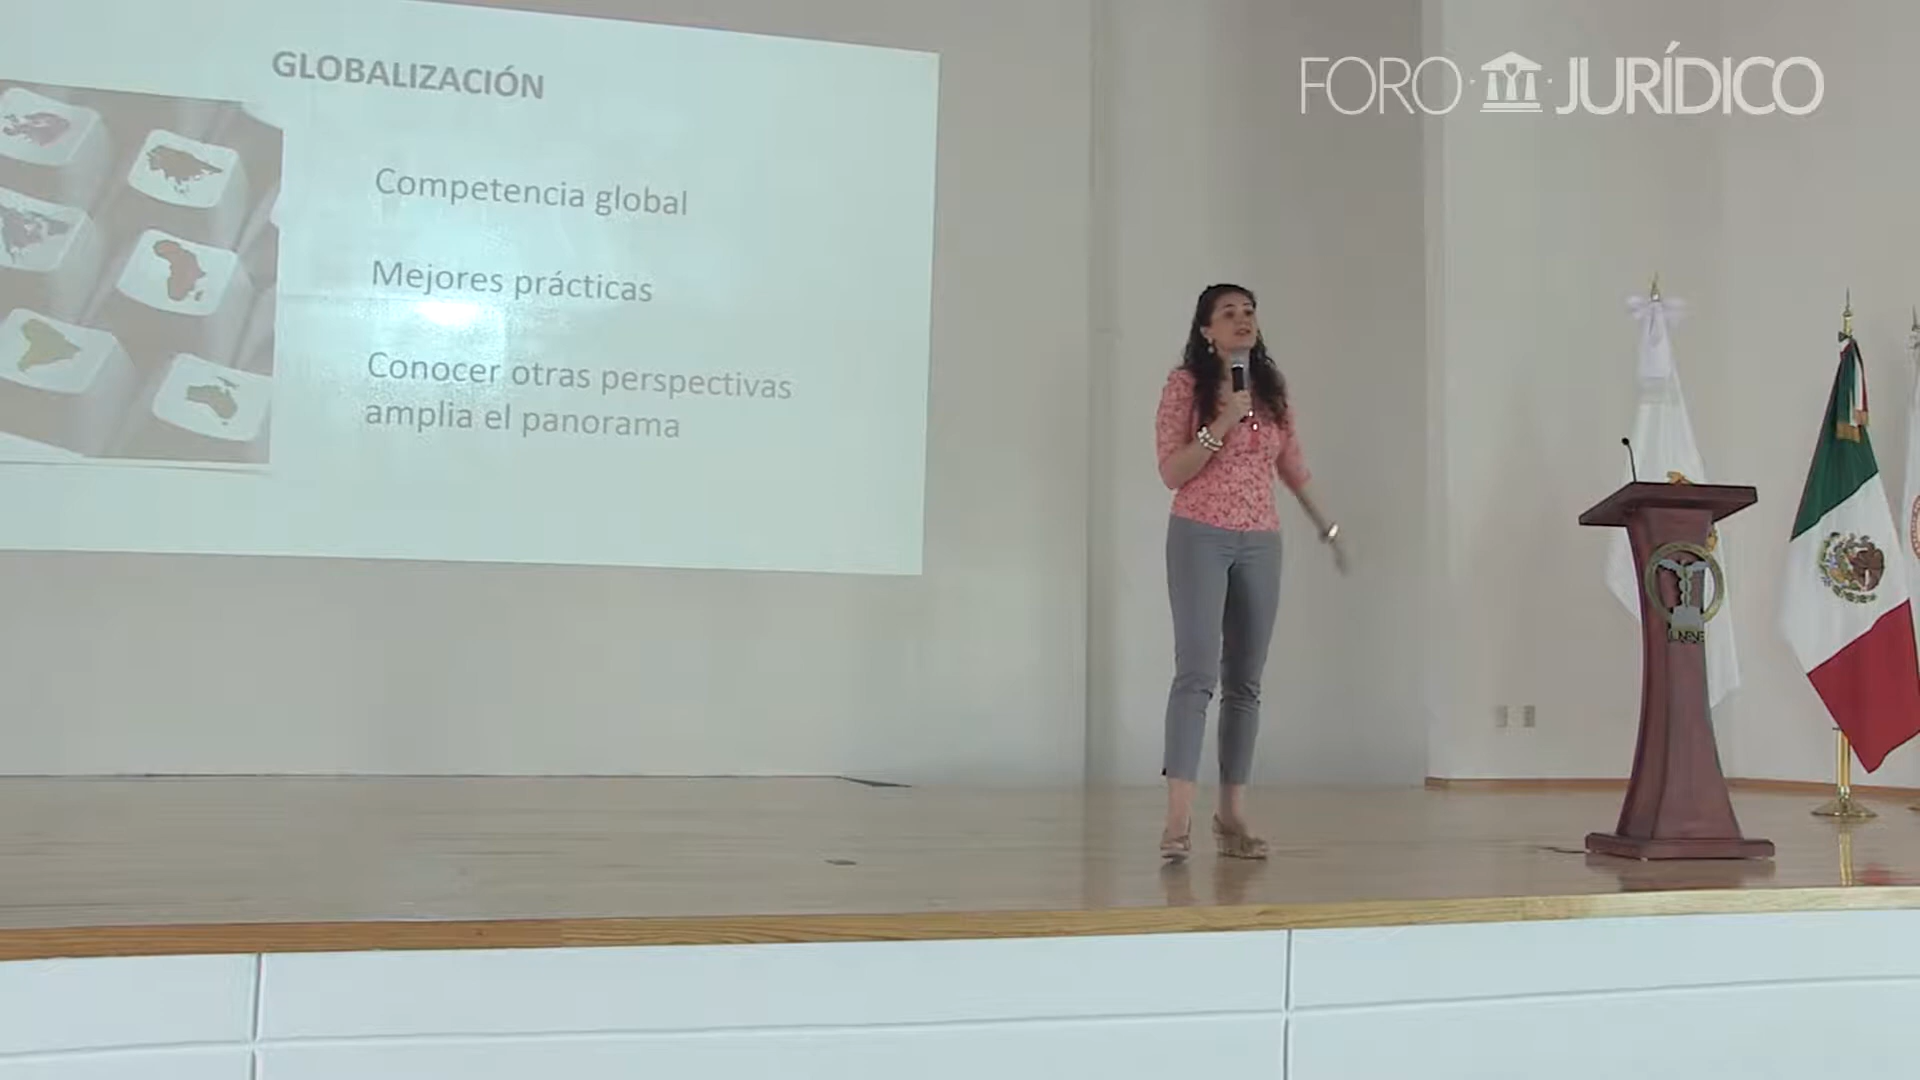 GLOBALIZACIÓN
Competencia global
Mejores prácticas
Conocer otras perspectivas
amplia el panorama
FORO JURÍDICO